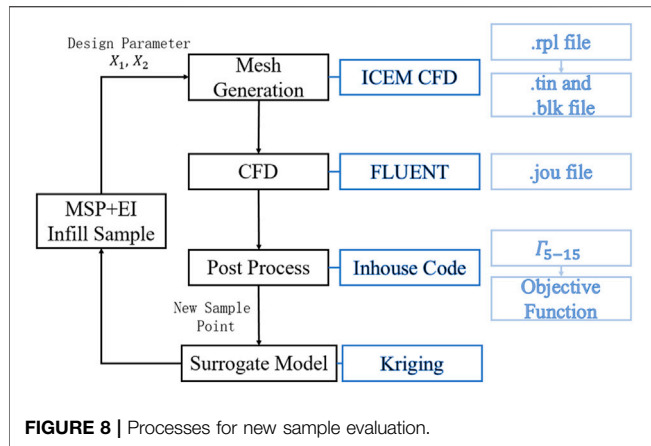 Design Parameter
X₁, X₂
Mesh
Generation
ICEM CFD
.rpl file
.tin and
.blk file
CFD
FLUENT
.jou file
MSP+EI
Infill Sample
Post Process
Inhouse Code
Γ₅₋₁₅
Objective
Function
New Sample
Point
Surrogate Model
Kriging
FIGURE 8 | Processes for new sample evaluation.